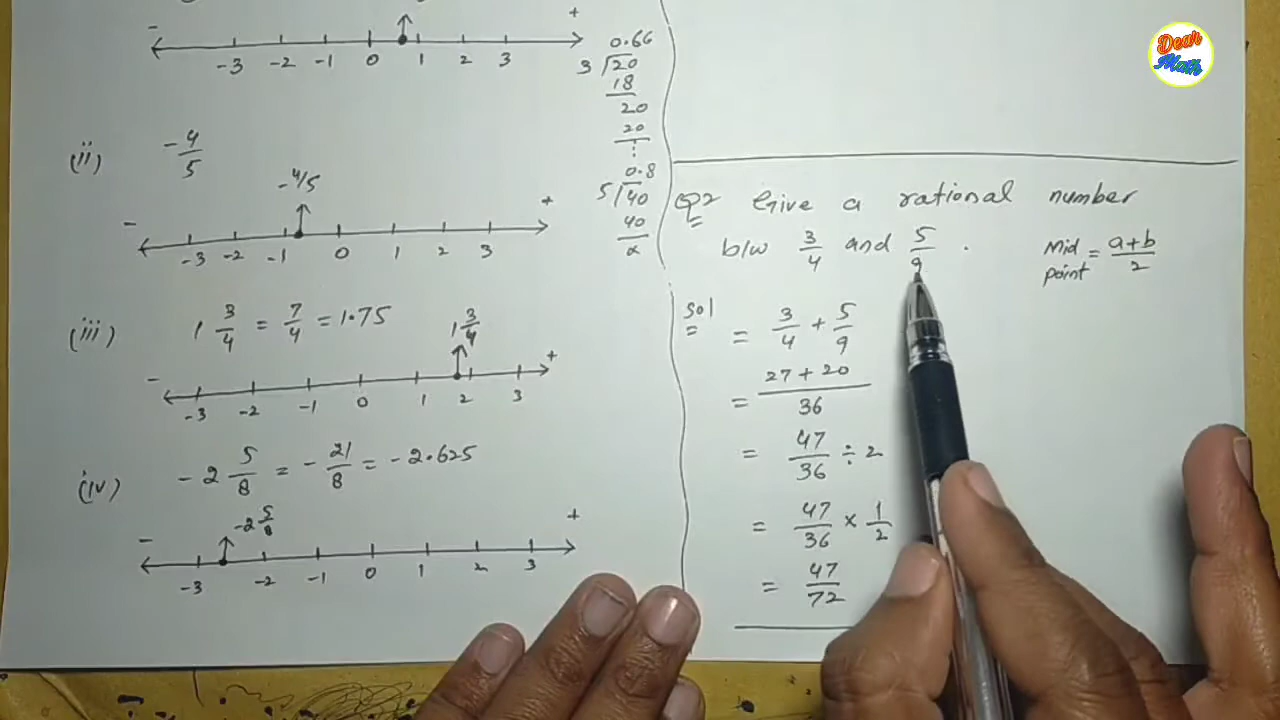 - +
-3 -2 -1 0 1 2 3
0.66
3 √20
18
20
20
⋮
(ii) -4/5
-4/5
- +
-3 -2 -1 0 1 2 3
0.8
5 √40
40
x
(iii) 1 3/4 = 7/4 = 1.75
1 3/4
- +
-3 -2 -1 0 1 2 3
(iv) -2 5/8 = -21/8 = -2.625
-2 5/8
- +
-3 -2 -1 0 1 2 3
Q2 Give a rational number
b/w 3/4 and 5/9 .
Mid point = a+b/2
Sol
= 3/4 + 5/9
= 27+20/36
= 47/36 ÷ 2
= 47/36 × 1/2
= 47/72
Dear
Math